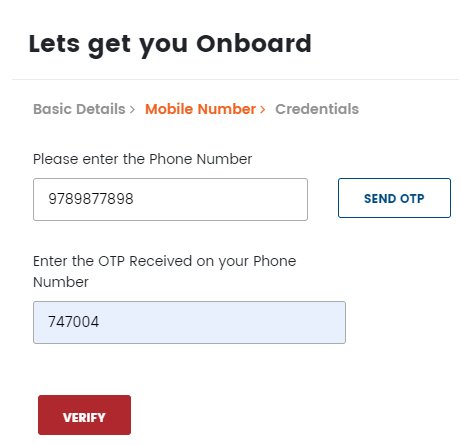 Lets get you Onboard
Basic Details > Mobile Number > Credentials
Please enter the Phone Number
9789877898 SEND OTP
Enter the OTP Received on your Phone
Number
747004
VERIFY